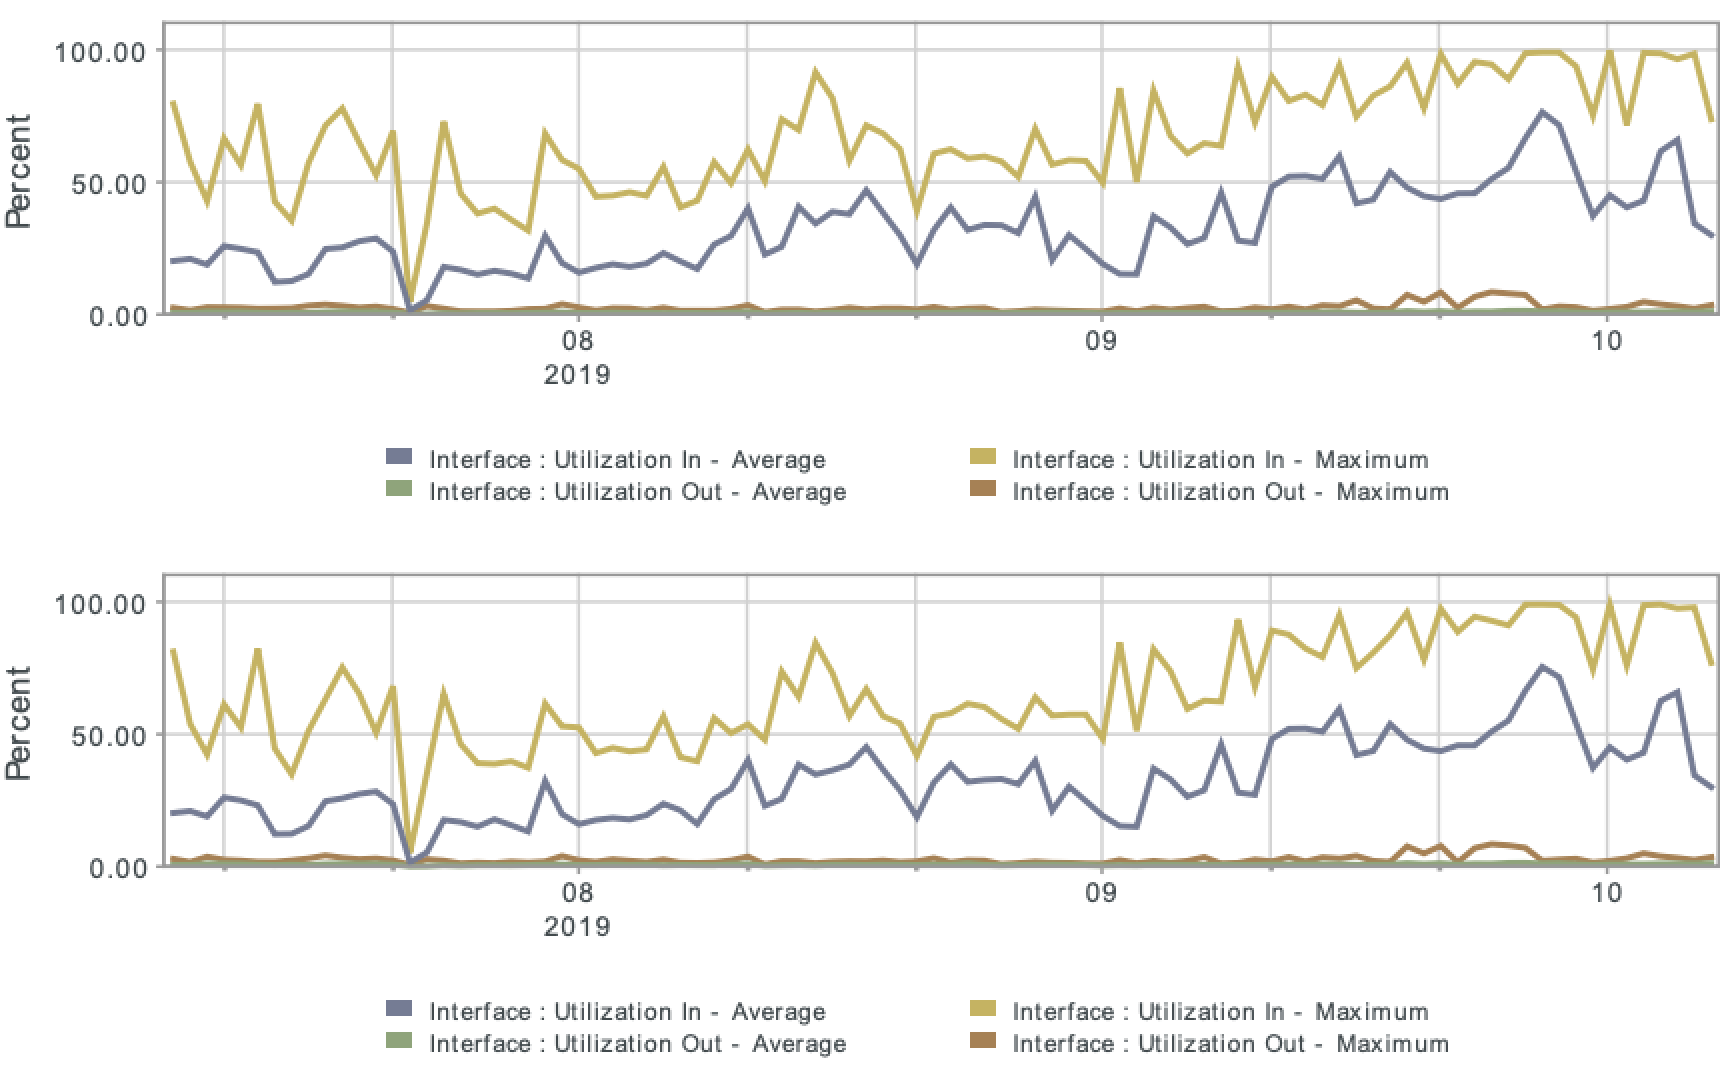 100.00
50.00
0.00
Percent
08 09 10
2019
Interface : Utilization In - Average Interface : Utilization In - Maximum
Interface : Utilization Out - Average Interface : Utilization Out - Maximum
100.00
50.00
0.00
Percent
08 09 10
2019
Interface : Utilization In - Average Interface : Utilization In - Maximum
Interface : Utilization Out - Average Interface : Utilization Out - Maximum